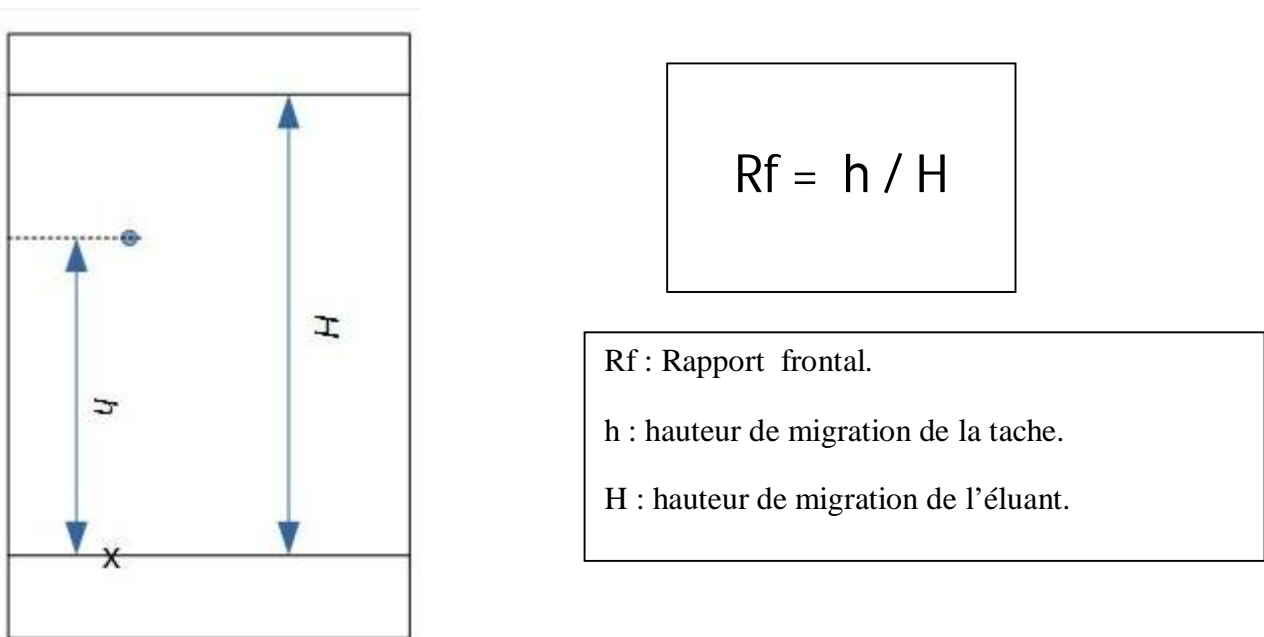 h
X
H
Rf = h / H
Rf : Rapport frontal.
h : hauteur de migration de la tache.
H : hauteur de migration de l’éluant.